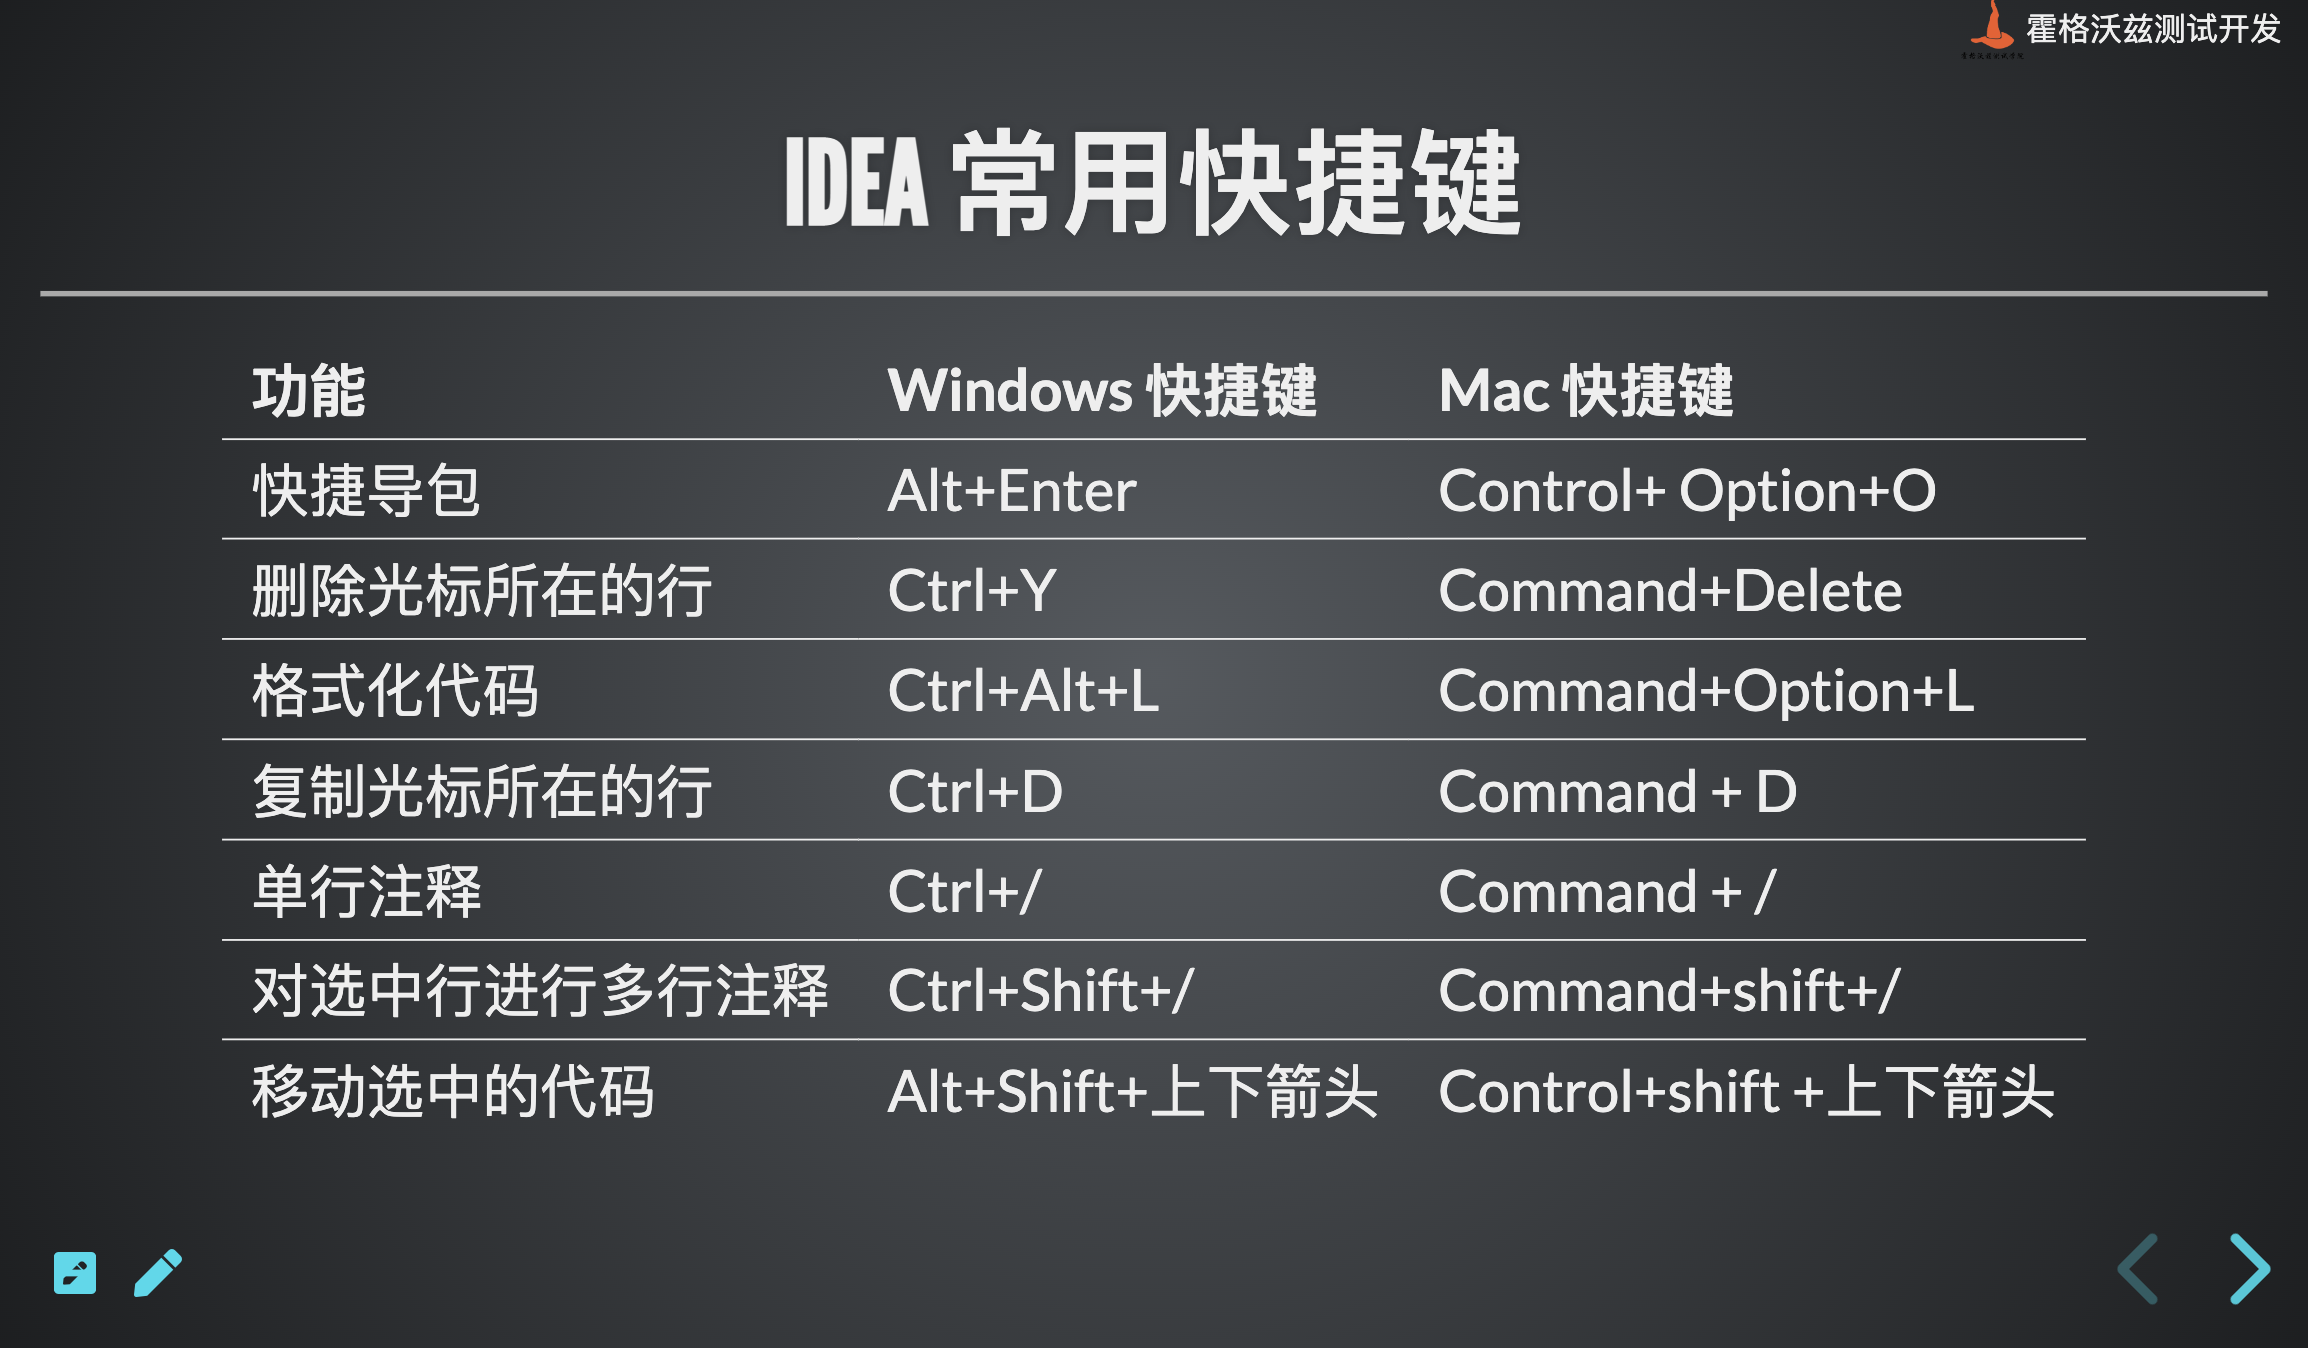 霍格沃兹测试开发
IDEA 常用快捷键
功能 Windows 快捷键 Mac 快捷键
快捷导包 Alt+Enter Control+ Option+O
删除光标所在的行 Ctrl+Y Command+Delete
格式化代码 Ctrl+Alt+L Command+Option+L
复制光标所在的行 Ctrl+D Command + D
单行注释 Ctrl+/ Command + /
对选中行进行多行注释 Ctrl+Shift+/ Command+shift+/
移动选中的代码 Alt+Shift+上下箭头 Control+shift +上下箭头